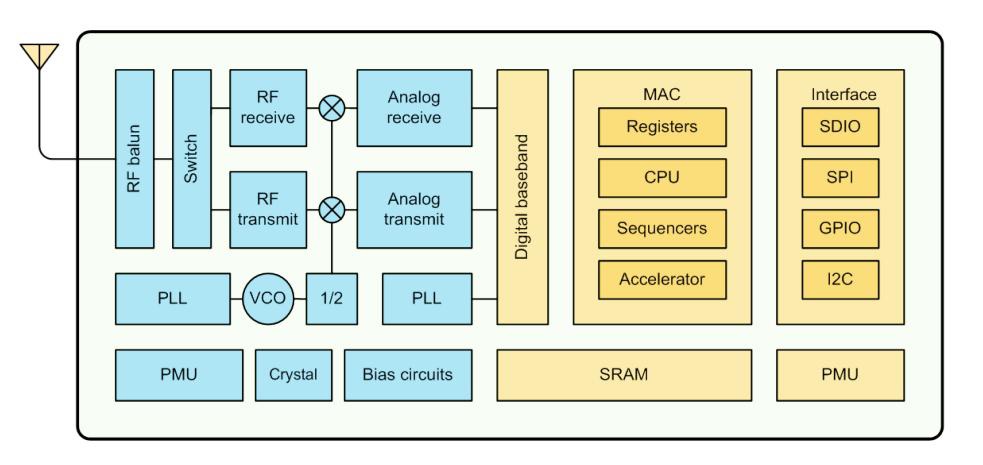 RF balun
Switch
RF
receive
Analog
receive
RF
transmit
Analog
transmit
PLL
VCO
1/2
PLL
Digital baseband
MAC
Registers
CPU
Sequencers
Accelerator
Interface
SDIO
SPI
GPIO
I2C
PMU
Crystal
Bias circuits
SRAM
PMU